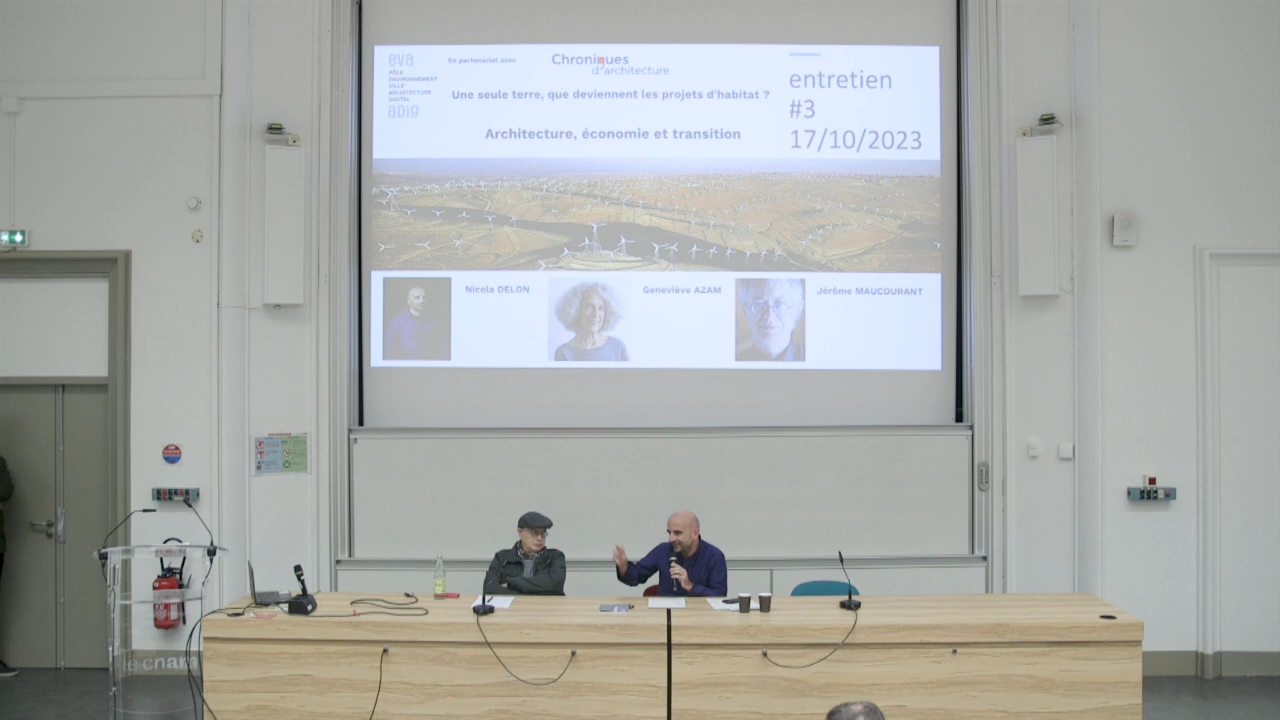 eva
PÔLE
ENVIRONNEMENT
VILLE
ARCHITECTURE
DIGITAL
En partenariat avec
Chroniques
d'architecture
Une seule terre, que deviennent les projets d'habitat ?
Architecture, économie et transition
entretien
#3
17/10/2023
Nicola DELON
Geneviève AZAM
Jérôme MAUCOURANT
le cnam